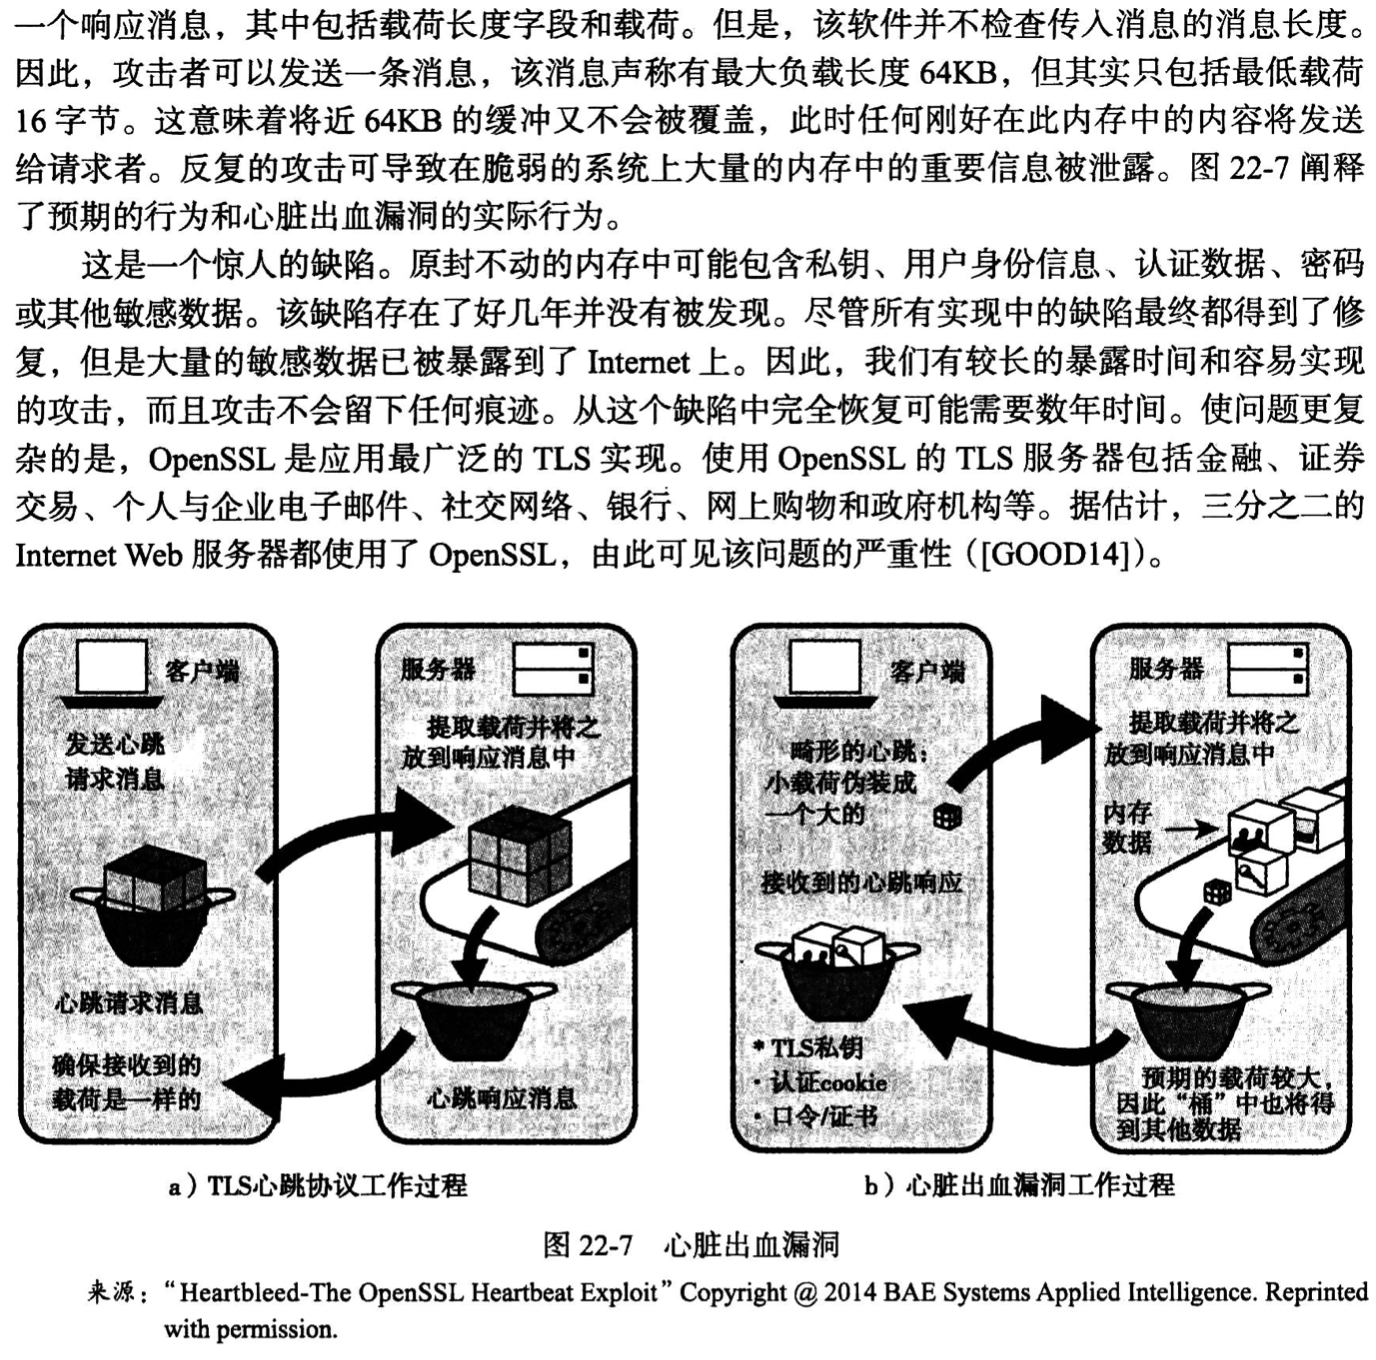 一个响应消息，其中包括载荷长度字段和载荷。但是，该软件并不检查传入消息的消息长度。
因此，攻击者可以发送一条消息，该消息声称有最大负载长度 64KB，但其实只包括最低载荷
16 字节。这意味着将近 64KB 的缓冲又不会被覆盖，此时任何刚好在此内存中的内容将发送
给请求者。反复的攻击可导致在脆弱的系统上大量的内存中的重要信息被泄露。图 22-7 阐释
了预期的行为和心脏出血漏洞的实际行为。
这是一个惊人的缺陷。原封不动的内存中可能包含私钥、用户身份信息、认证数据、密码
或其他敏感数据。该缺陷存在了好几年并没有被发现。尽管所有实现中的缺陷最终都得到了修
复，但是大量的敏感数据已被暴露到了 Internet 上。因此，我们有较长的暴露时间和容易实现
的攻击，而且攻击不会留下任何痕迹。从这个缺陷中完全恢复可能需要数年时间。使问题更复
杂的是，OpenSSL 是应用最广泛的 TLS 实现。使用 OpenSSL 的 TLS 服务器包括金融、证券
交易、个人与企业电子邮件、社交网络、银行、网上购物和政府机构等。据估计，三分之二的
Internet Web 服务器都使用了 OpenSSL，由此可见该问题的严重性（[GOOD14]）。
客户端
发送心跳
请求消息
心跳请求消息
确保接收到的
载荷是一样的
服务器
提取载荷并将之
放到响应消息中
心跳响应消息
a）TLS心跳协议工作过程
客户端
畸形的心跳：
小载荷伪装成
一个大的
接收到的心跳响应
* TLS私钥
· 认证cookie
· 口令/证书
服务器
提取载荷并将之
放到响应消息中
内存
数据
预期的载荷较大，
因此“桶”中也将得
到其他数据
b）心脏出血漏洞工作过程
图 22-7 心脏出血漏洞
来源：“Heartbleed-The OpenSSL Heartbeat Exploit” Copyright @ 2014 BAE Systems Applied Intelligence. Reprinted
with permission.